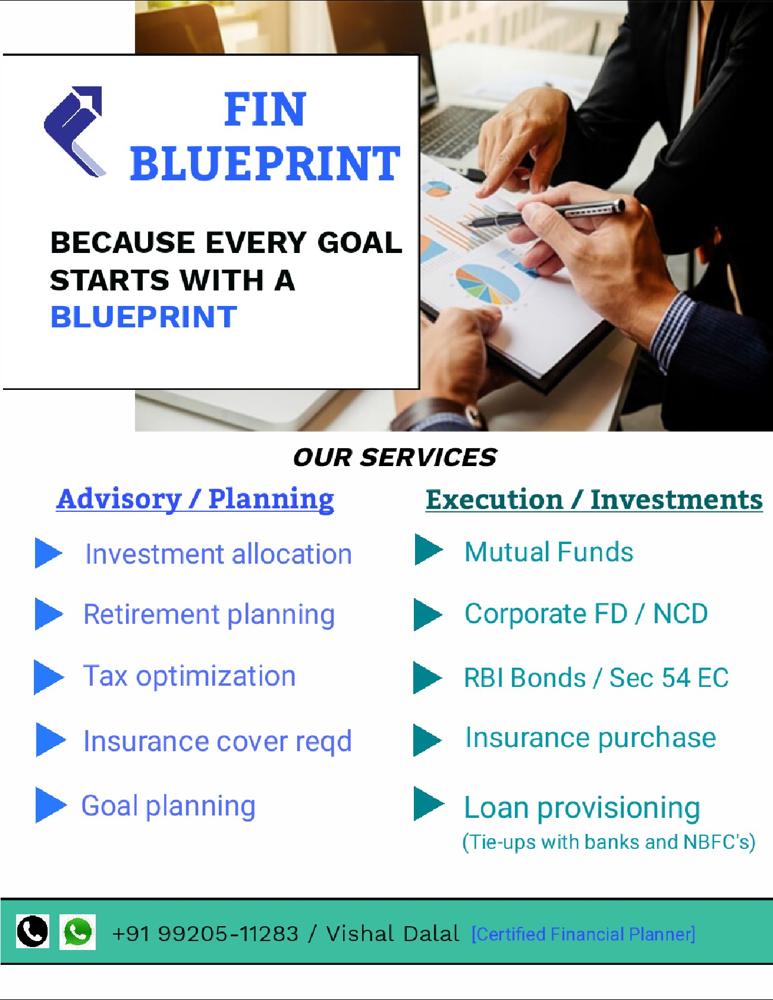 FIN
BLUEPRINT
BECAUSE EVERY GOAL
STARTS WITH A
BLUEPRINT
OUR SERVICES
Advisory / Planning
Investment allocation
Retirement planning
Tax optimization
Insurance cover reqd
Goal planning
Execution / Investments
Mutual Funds
Corporate FD / NCD
RBI Bonds / Sec 54 EC
Insurance purchase
Loan provisioning
(Tie-ups with banks and NBFC's)
+91 99205-11283 / Vishal Dalal [Certified Financial Planner]